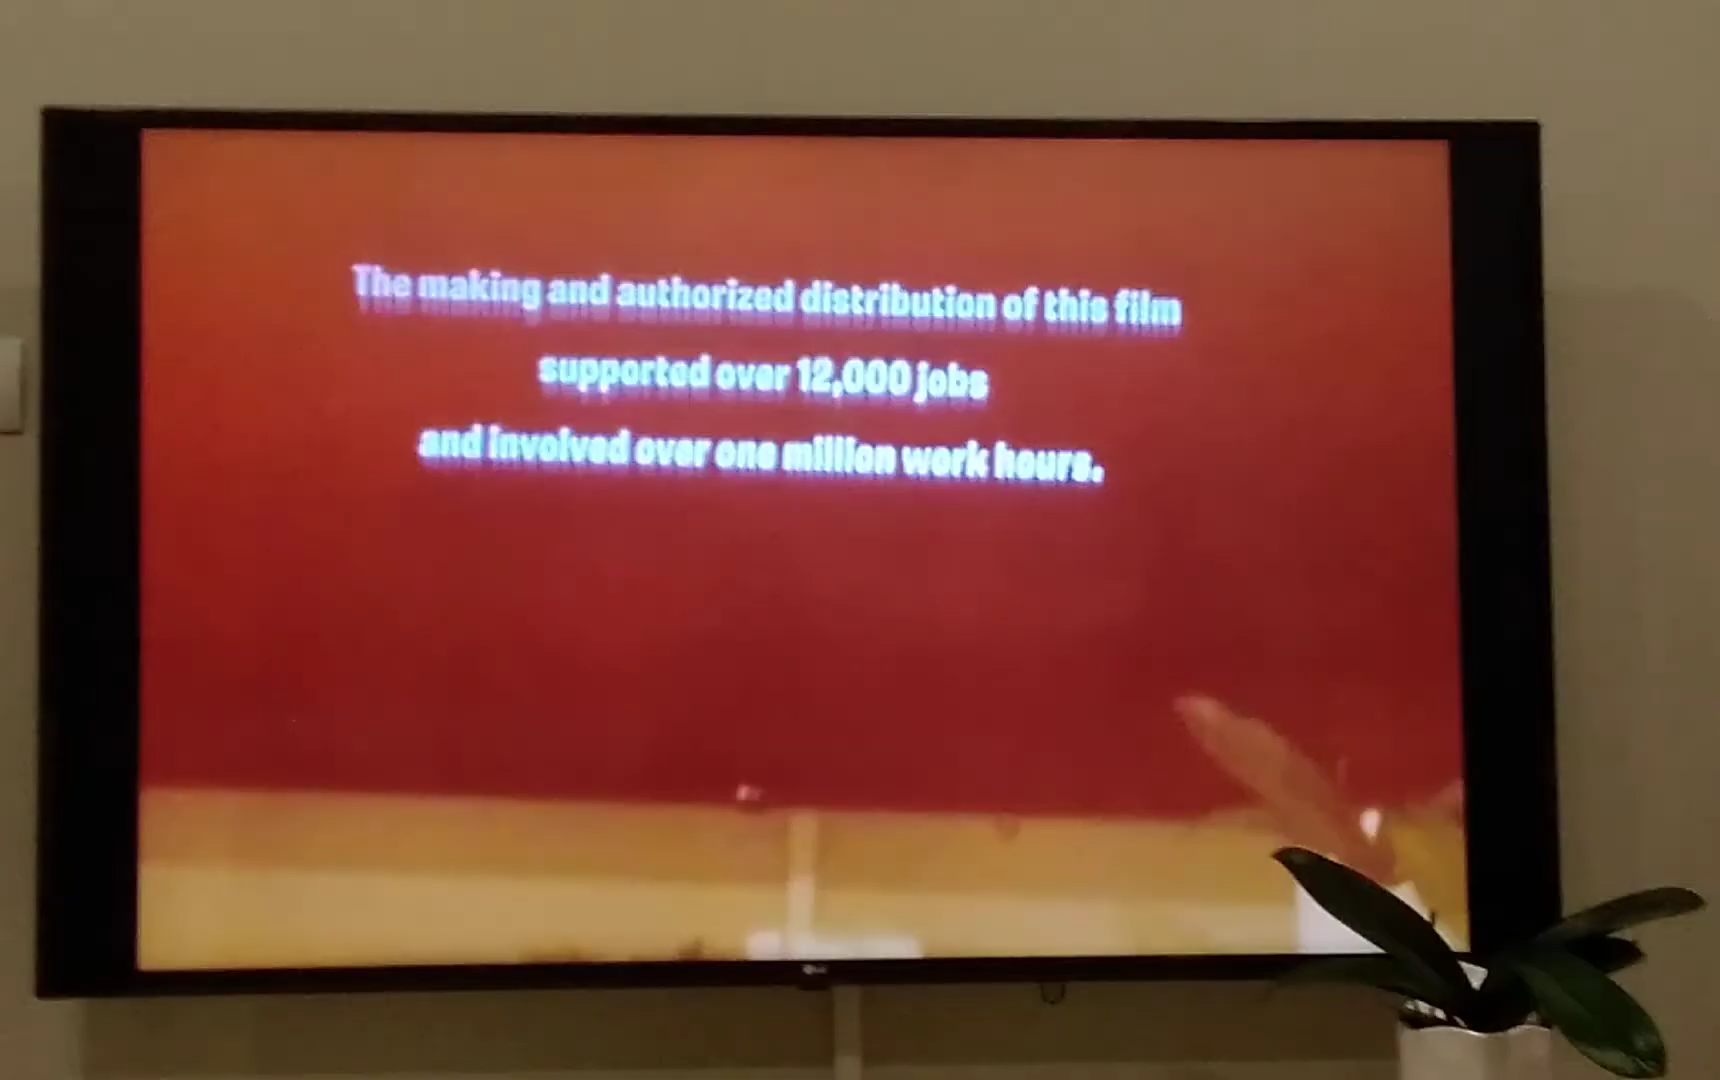 The making and authorized distribution of this film
supported over 12,000 jobs
and involved over one million work hours.